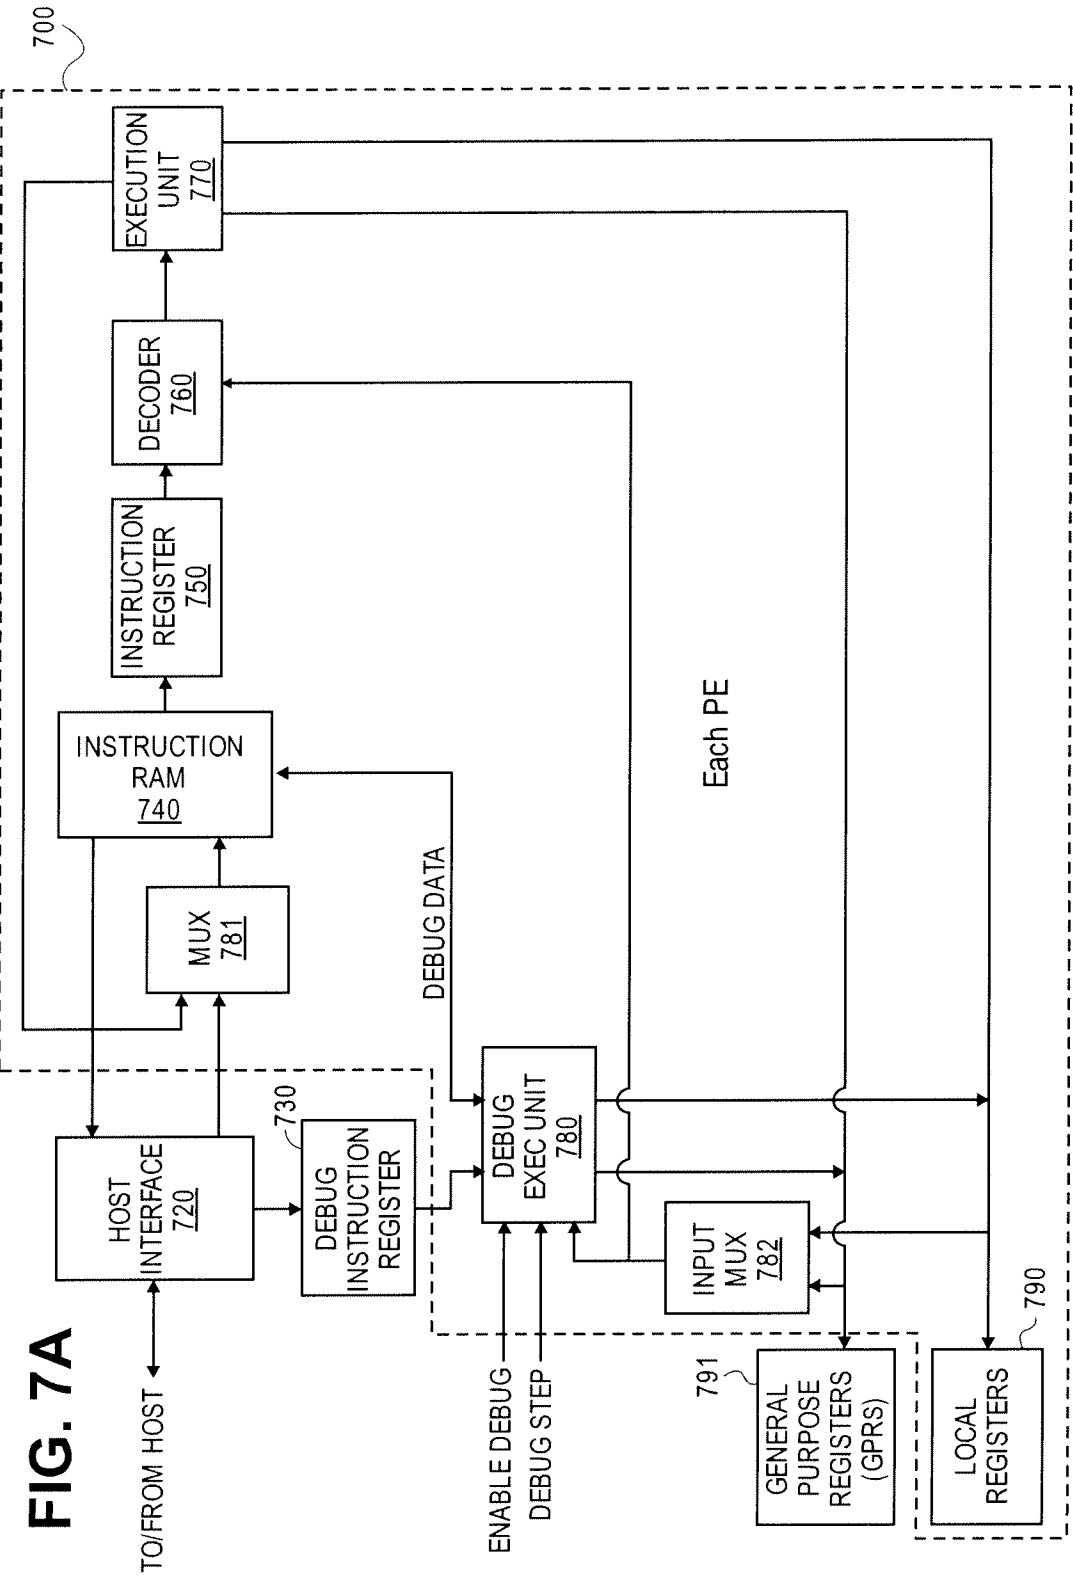 FIG. 7A
700
TO/FROM HOST
HOST
INTERFACE
720
MUX
781
INSTRUCTION
RAM
740
INSTRUCTION
REGISTER
750
DECODER
760
EXECUTION
UNIT
770
730
DEBUG
INSTRUCTION
REGISTER
DEBUG DATA
ENABLE DEBUG
DEBUG STEP
DEBUG
EXEC UNIT
780
INPUT
MUX
782
Each PE
791
GENERAL
PURPOSE
REGISTERS
(GPRs)
790
LOCAL
REGISTERS